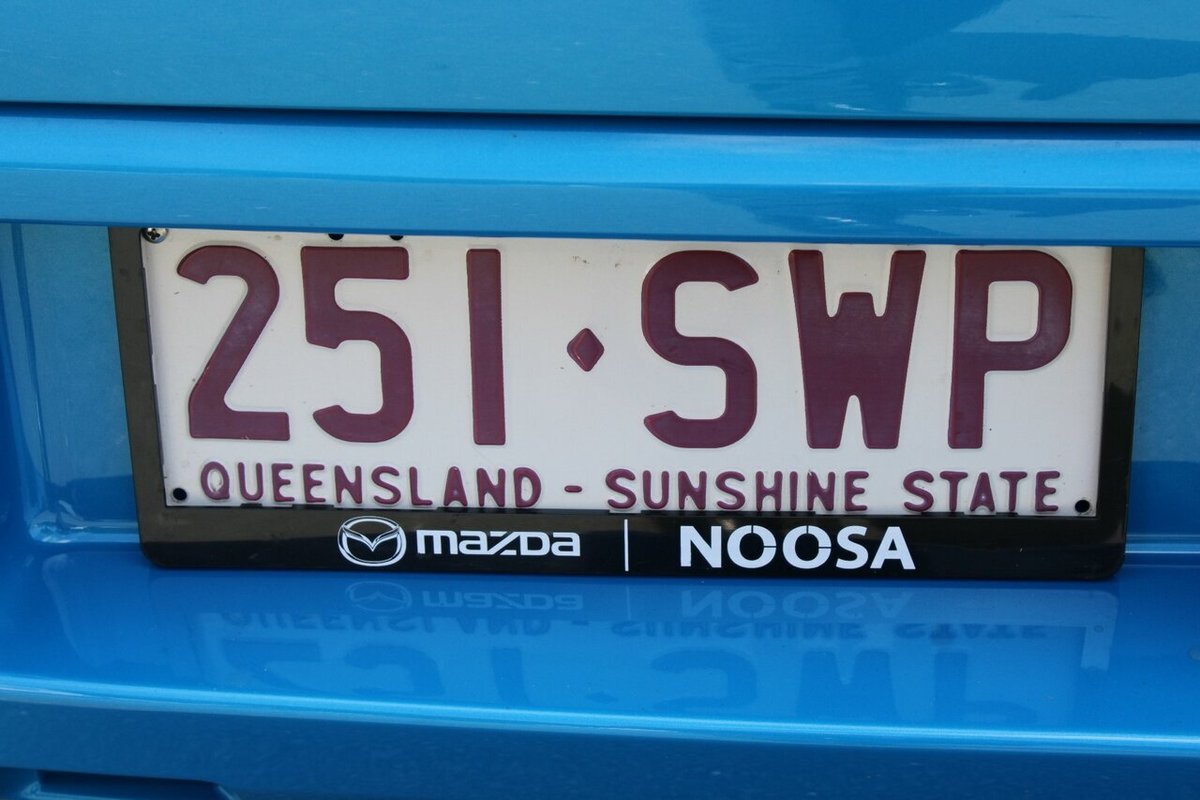 251 SWP
QUEENSLAND - SUNSHINE STATE
mazda | NOOSA